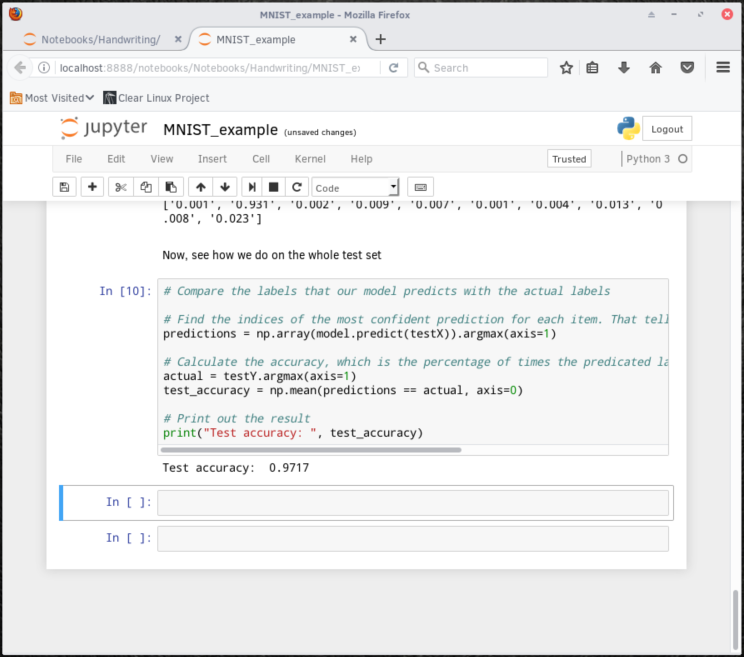 MNIST_example - Mozilla Firefox
Notebooks/Handwriting/
MNIST_example
localhost:8888/notebooks/Notebooks/Handwriting/MNIST_e
Search
Most Visited
Clear Linux Project
jupyter MNIST_example (unsaved changes)
Logout
File Edit View Insert Cell Kernel Help
Trusted
Python 3
Code
['0.001', '0.931', '0.002', '0.009', '0.007', '0.001', '0.004', '0.013', '0
.008', '0.023']
Now, see how we do on the whole test set
In [10]:
# Compare the labels that our model predicts with the actual labels
# Find the indices of the most confident prediction for each item. That tell
predictions = np.array(model.predict(testX)).argmax(axis=1)
# Calculate the accuracy, which is the percentage of times the predicated la
actual = testY.argmax(axis=1)
test_accuracy = np.mean(predictions == actual, axis=0)
# Print out the result
print("Test accuracy: ", test_accuracy)
Test accuracy:  0.9717
In [ ]:
In [ ]: